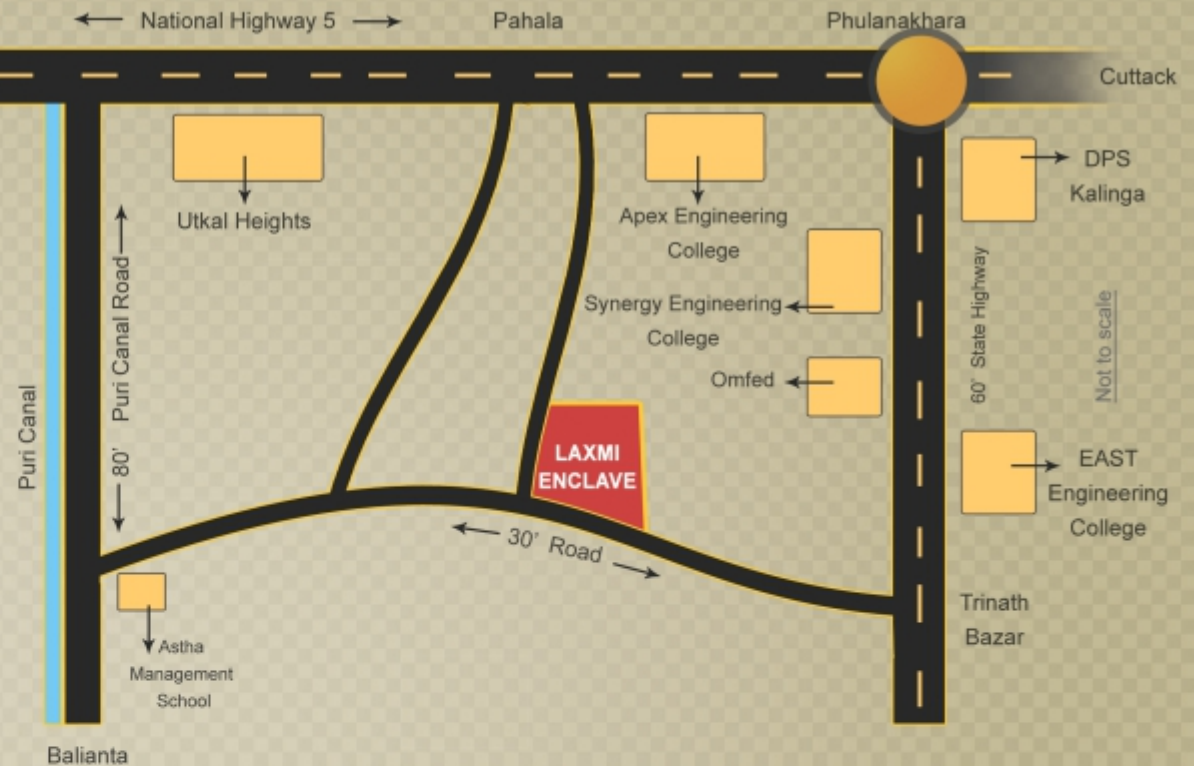 National Highway 5
Pahala
Phulanakhara
Cuttack
DPS
Kalinga
Utkal Heights
Apex Engineering
College
Synergy Engineering
College
Omfed
Puri Canal
80' Puri Canal Road
60' State Highway
Not to scale
LAXMI
ENCLAVE
EAST
Engineering
College
30' Road
Trinath
Bazar
Astha
Management
School
Balianta